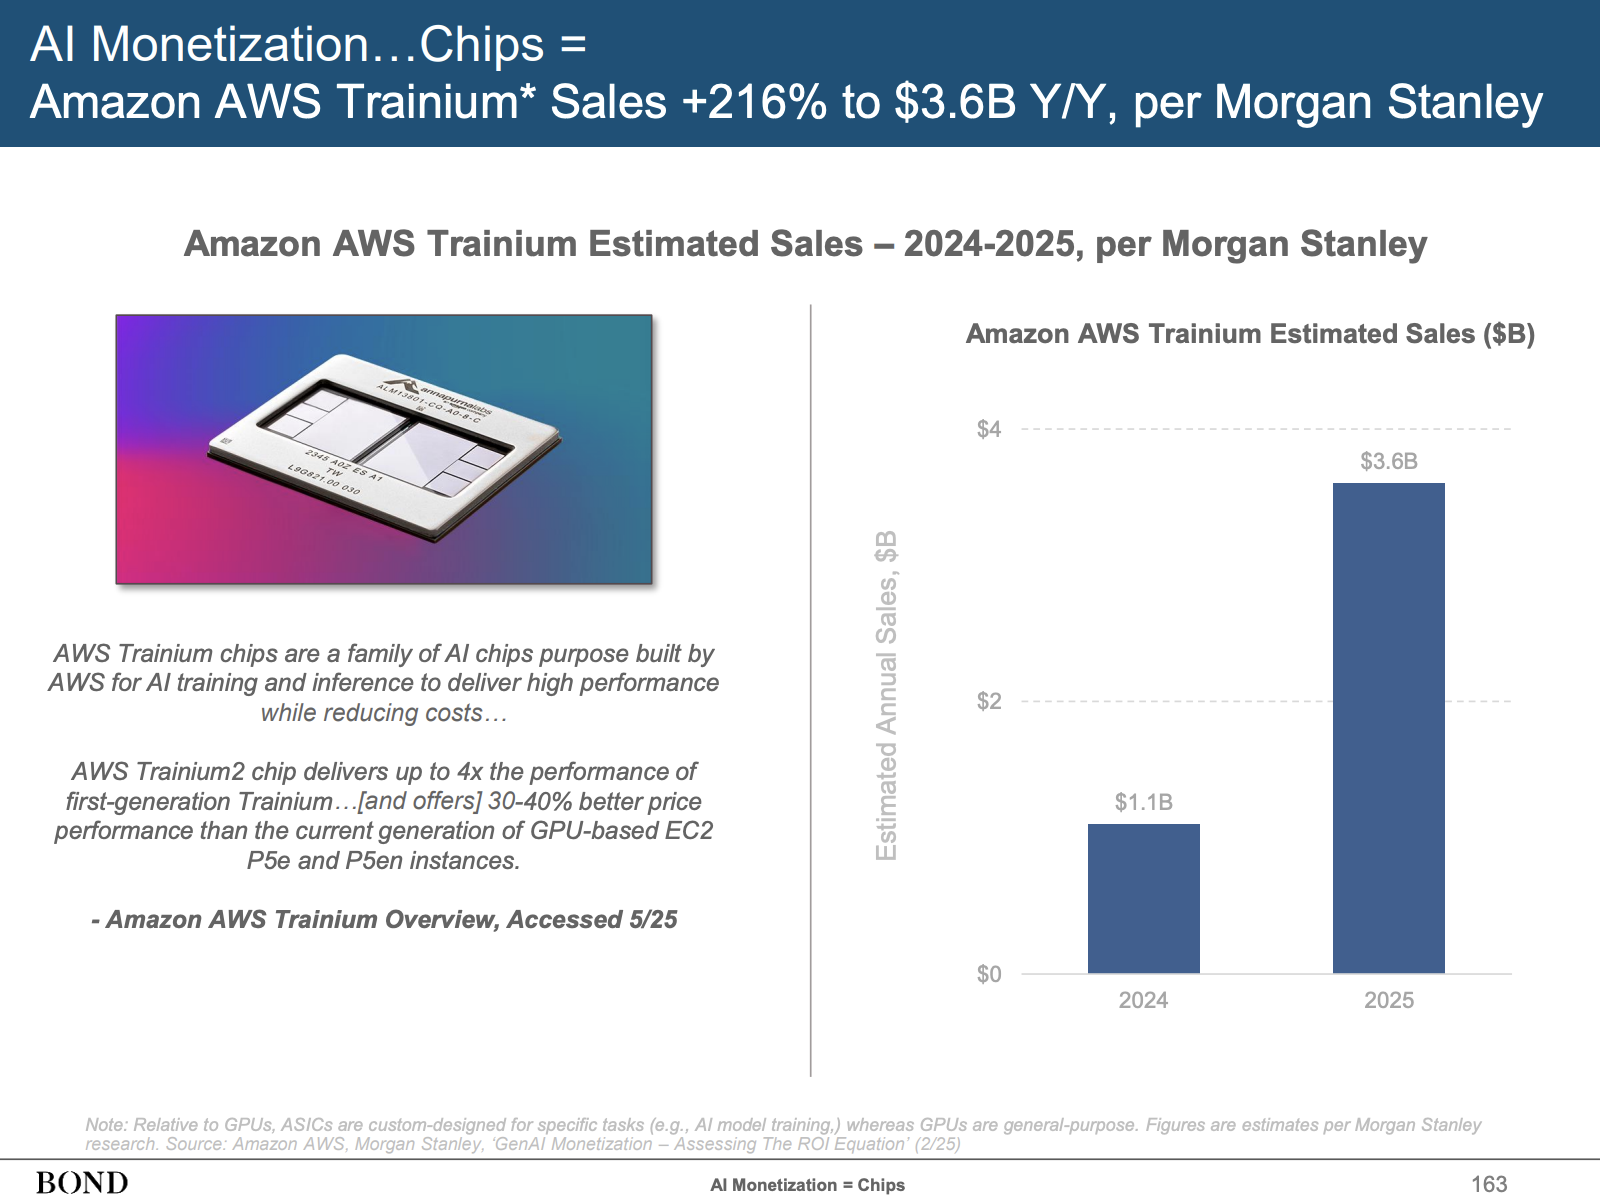 AI Monetization…Chips =
Amazon AWS Trainium* Sales +216% to $3.6B Y/Y, per Morgan Stanley
Amazon AWS Trainium Estimated Sales – 2024-2025, per Morgan Stanley
annapurnalabs
ALM13801-CQ-A0-8-C
2345 A0Z ES A1
TW
L9G821.00 030
AWS Trainium chips are a family of AI chips purpose built by
AWS for AI training and inference to deliver high performance
while reducing costs…
AWS Trainium2 chip delivers up to 4x the performance of
first-generation Trainium…[and offers] 30-40% better price
performance than the current generation of GPU-based EC2
P5e and P5en instances.
- Amazon AWS Trainium Overview, Accessed 5/25
Amazon AWS Trainium Estimated Sales ($B)
Estimated Annual Sales, $B
$4
$3.6B
$2
$1.1B
$0
2024 2025
Note: Relative to GPUs, ASICs are custom-designed for specific tasks (e.g., AI model training,) whereas GPUs are general-purpose. Figures are estimates per Morgan Stanley
research. Source: Amazon AWS, Morgan Stanley, ‘GenAI Monetization – Assessing The ROI Equation’ (2/25)
BOND
AI Monetization = Chips
163